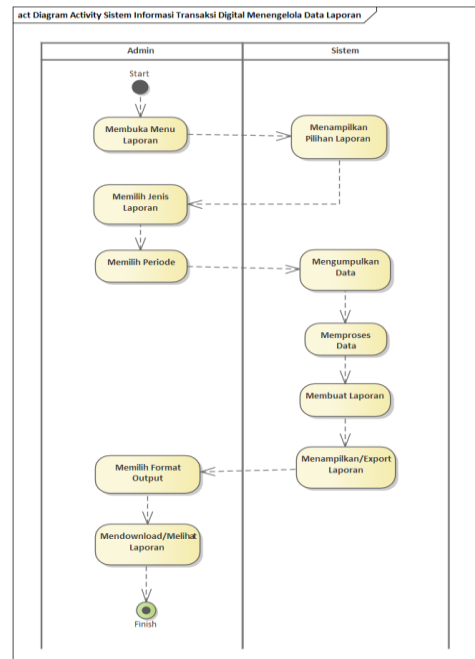 act Diagram Activity Sistem Informasi Transaksi Digital Menengelola Data Laporan
Admin
Sistem
Start
Membuka Menu
Laporan
Menampilkan
Pilihan Laporan
Memilih Jenis
Laporan
Memilih Periode
Mengumpulkan
Data
Memproses
Data
Membuat Laporan
Menampilkan/Export
Laporan
Memilih Format
Output
Mendownload/Melihat
Laporan
Finish